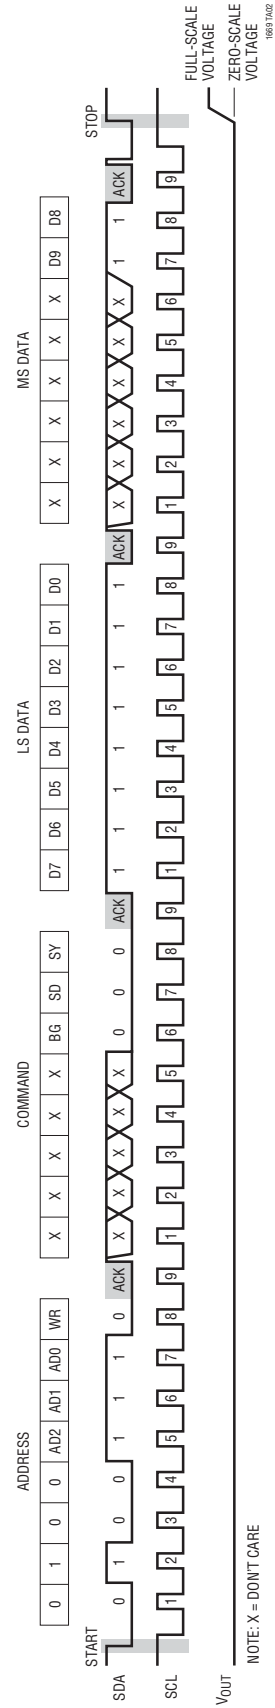 ADDRESS COMMAND LS DATA MS DATA
0 1 0 0 0 AD2 AD1 AD0 WR X X X X X BG SD SY D7 D6 D5 D4 D3 D2 D1 D0 X X X X X X D9 D8
START STOP
SDA 0 1 0 0 1 1 1 0 ACK X X X X X 0 0 0 ACK 1 1 1 1 1 1 1 1 ACK X X X X X X 1 1 ACK
SCL 1 2 3 4 5 6 7 8 9 1 2 3 4 5 6 7 8 9 1 2 3 4 5 6 7 8 9 1 2 3 4 5 6 7 8 9
FULL-SCALE
VOLTAGE
VOUT
ZERO-SCALE
VOLTAGE
NOTE: X = DON'T CARE
1669 TA02